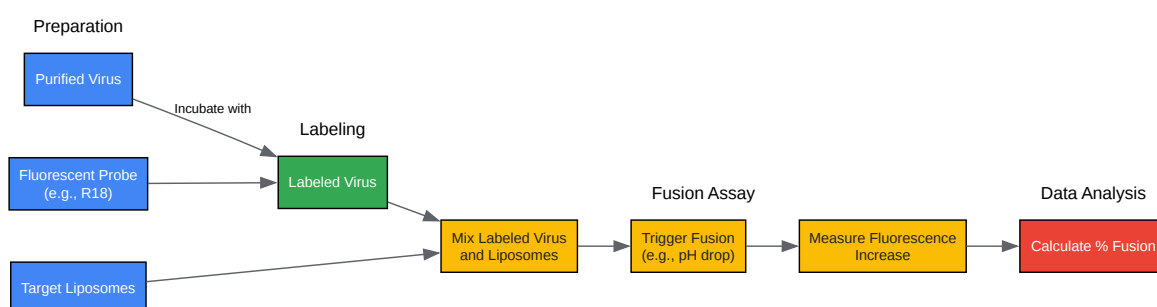 Preparation
Purified Virus
Incubate with
Labeling
Fluorescent Probe
(e.g., R18)
Labeled Virus
Target Liposomes
Mix Labeled Virus
and Liposomes
Fusion Assay
Trigger Fusion
(e.g., pH drop)
Measure Fluorescence
Increase
Data Analysis
Calculate % Fusion